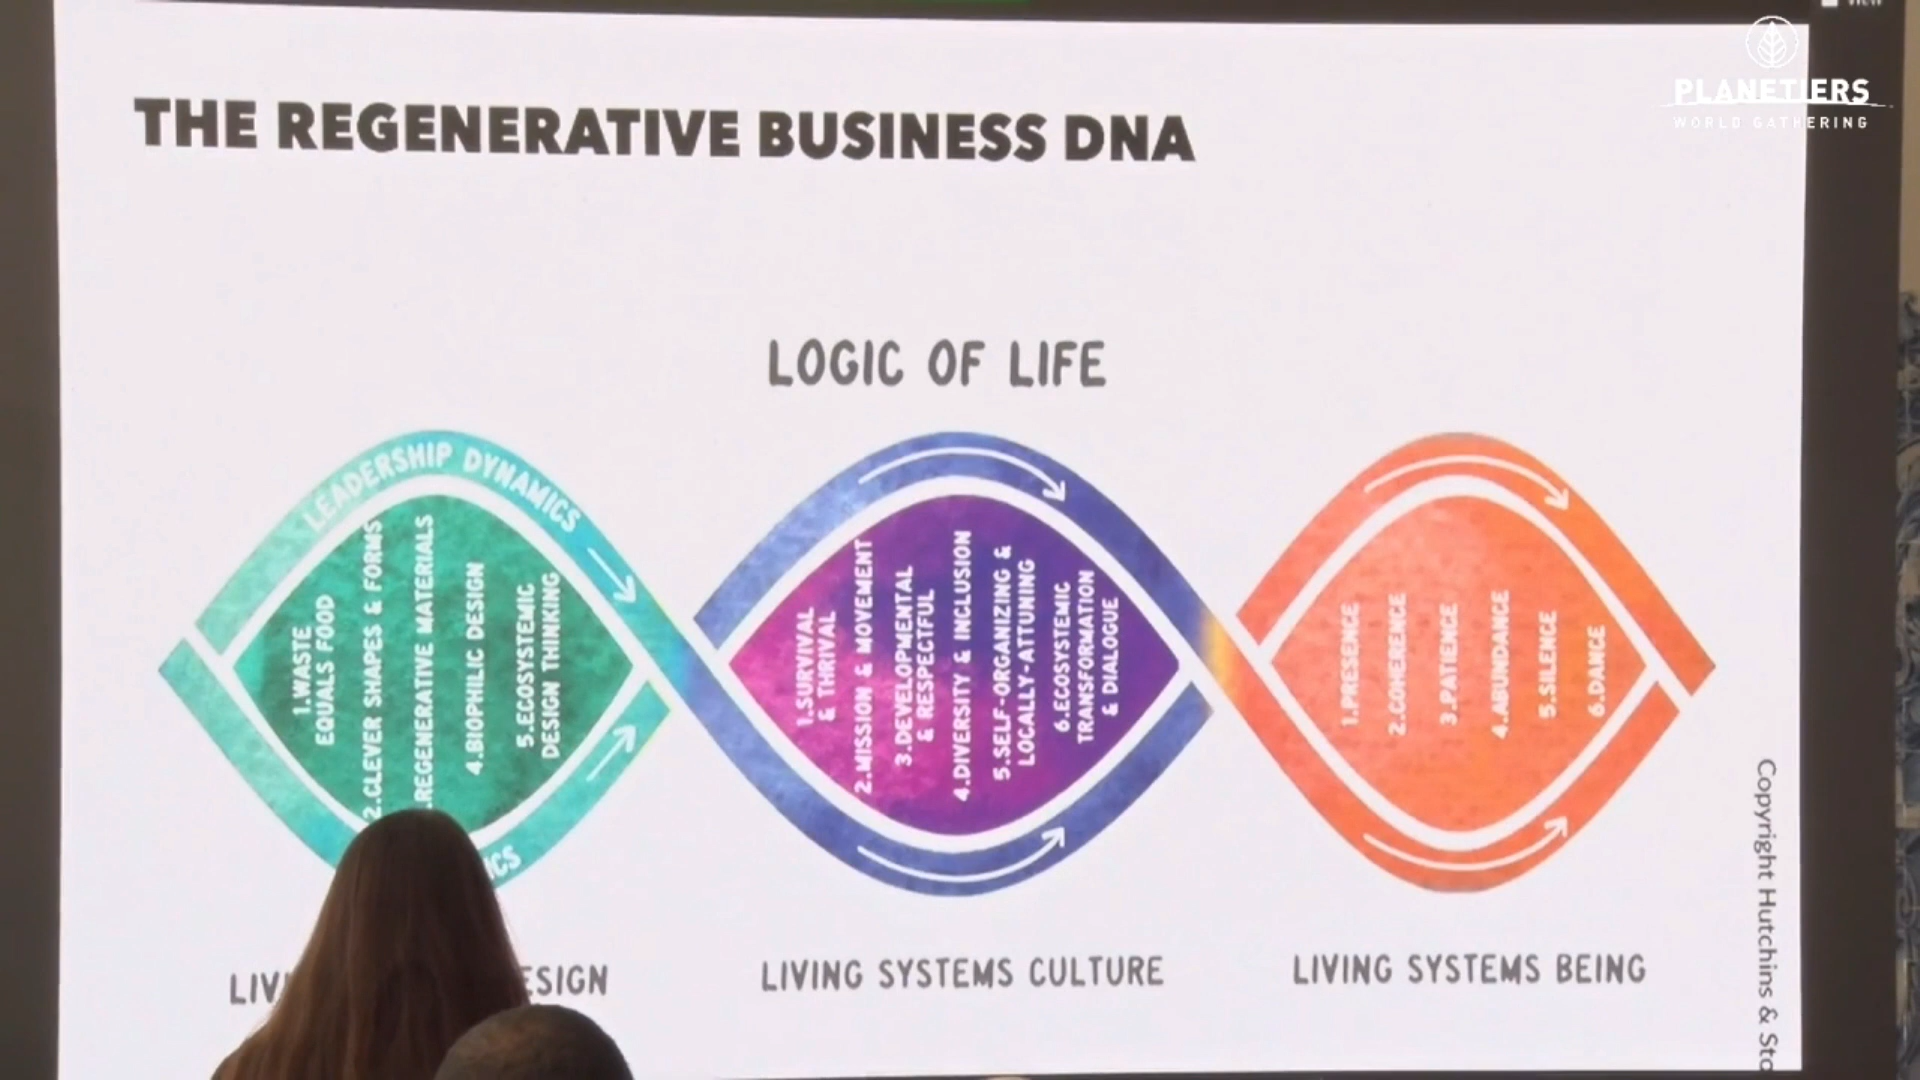 VIEW
PLANETIERS
WORLD GATHERING
THE REGENERATIVE BUSINESS DNA
LOGIC OF LIFE
LEADERSHIP DYNAMICS
1.WASTE
EQUALS FOOD
2.CLEVER SHAPES & FORMS
.REGENERATIVE MATERIALS
4.BIOPHILIC DESIGN
5.ECOSYSTEMIC
DESIGN THINKING
1.SURVIVAL
& THRIVAL
2.MISSION & MOVEMENT
3.DEVELOPMENTAL
& RESPECTFUL
4.DIVERSITY & INCLUSION
5.SELF-ORGANIZING &
LOCALLY-ATTUNING
6.ECOSYSTEMIC
TRANSFORMATION
& DIALOGUE
1.PRESENCE
2.COHERENCE
3.PATIENCE
4.ABUNDANCE
5.SILENCE
6.DANCE
LIVING SYSTEMS CULTURE
LIVING SYSTEMS BEING
Copyright Hutchins &